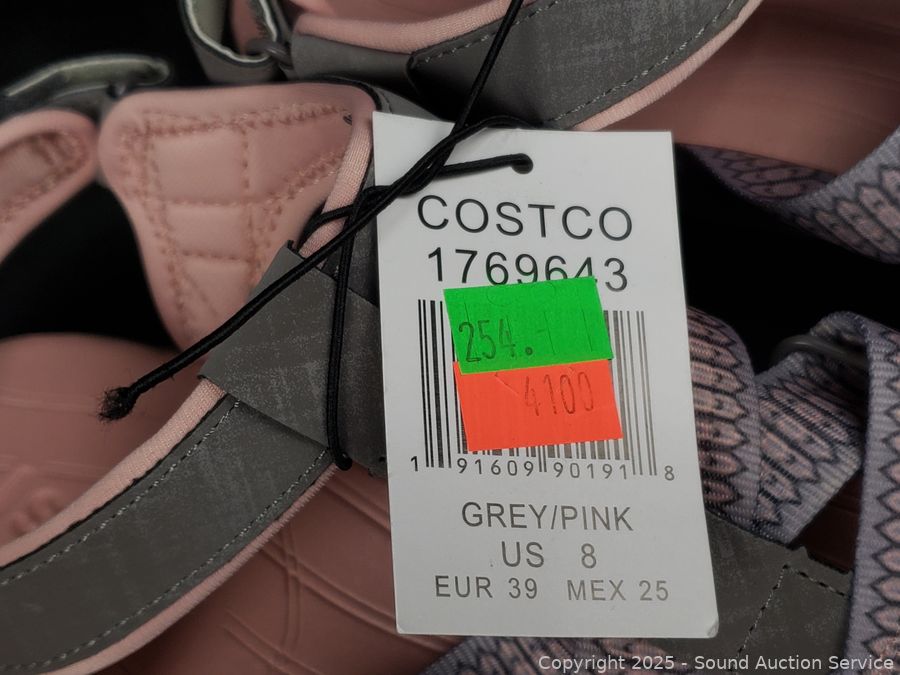 COSTCO
1769643
254.
4100
1 91609 90191 8
GREY/PINK
US 8
EUR 39 MEX 25
Copyright 2025 - Sound Auction Service